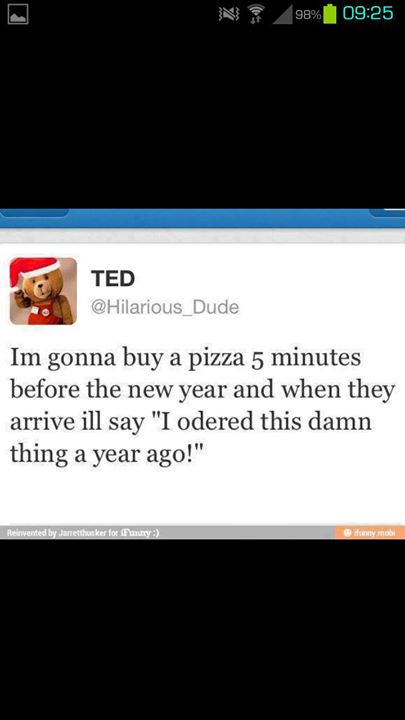 98% 09:25
TED
@Hilarious_Dude
Im gonna buy a pizza 5 minutes
before the new year and when they
arrive ill say "I odered this damn
thing a year ago!"
Reinvented by Jarretthusker for iFunny :)
ifunny.mobi